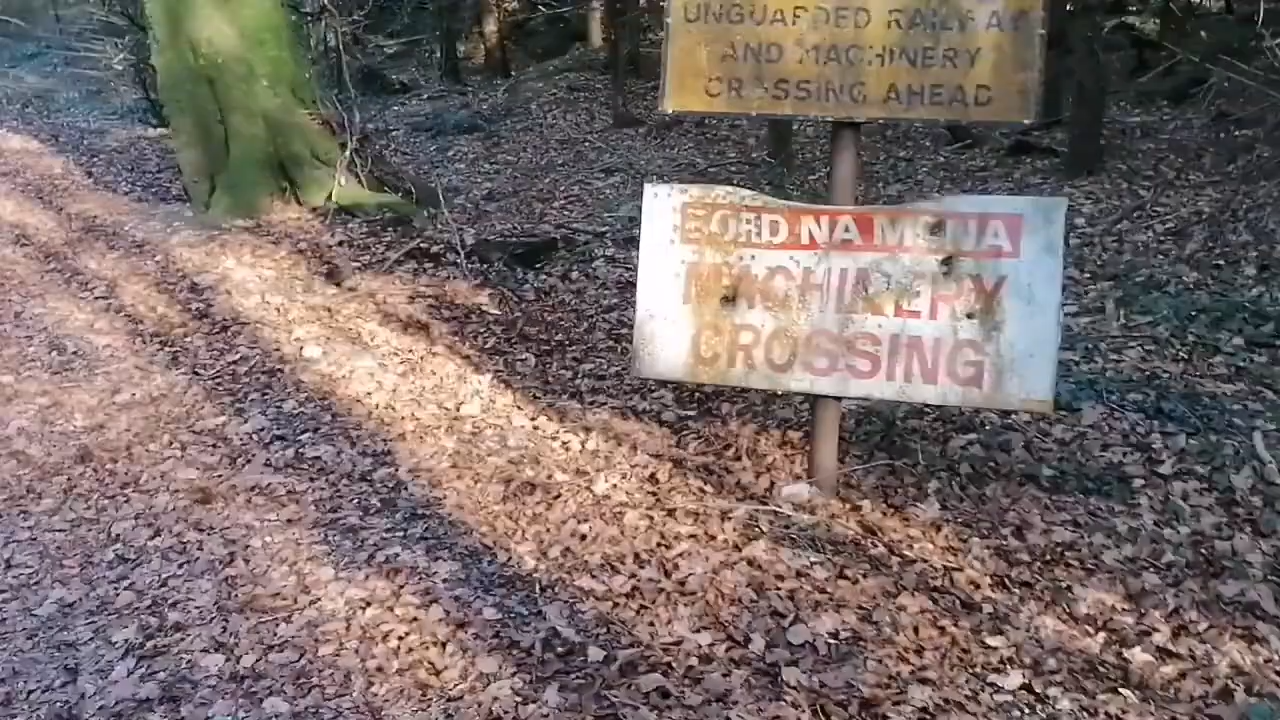 UNGUARDED RAILWAY
AND MACHINERY
CROSSING AHEAD
BORD NA MONA
MACHINERY
CROSSING